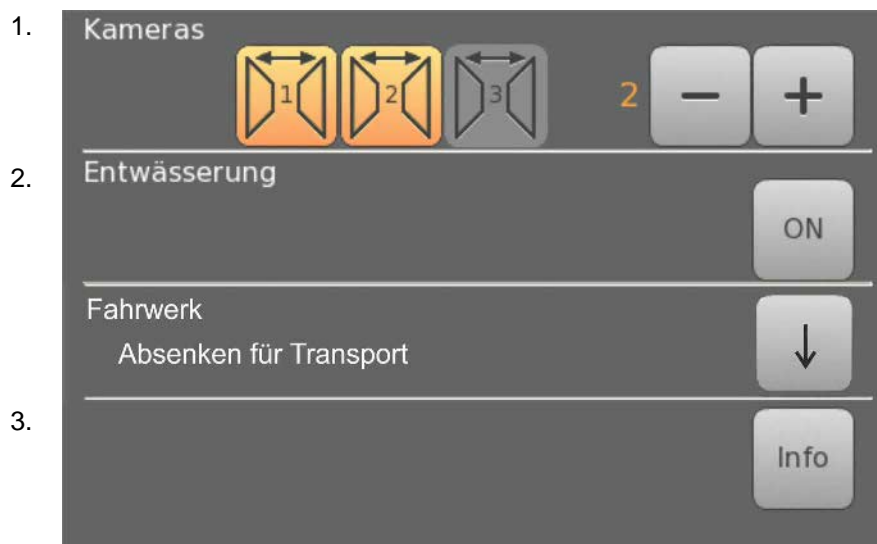 1.
Kameras
1 2 3 2 − +
2.
Entwässerung
ON
Fahrwerk
Absenken für Transport
3.
Info